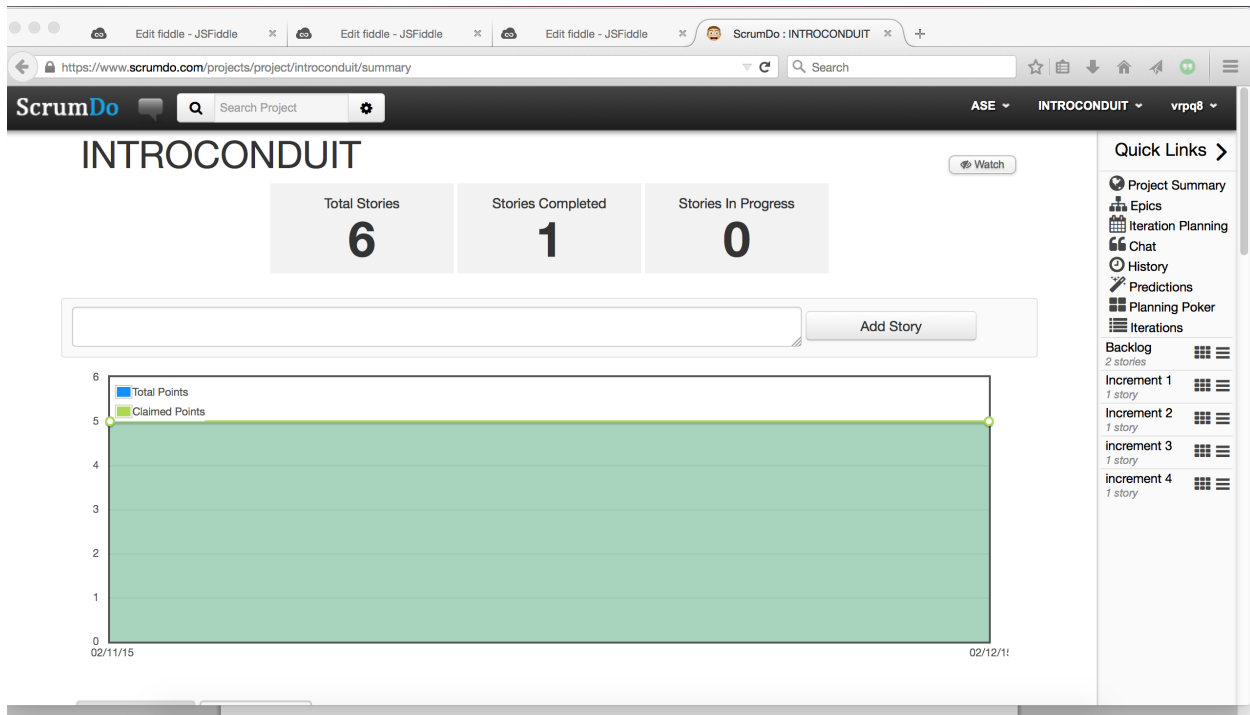 Edit fiddle - JSFiddle
Edit fiddle - JSFiddle
Edit fiddle - JSFiddle
ScrumDo : INTROCONDUIT
https://www.scrumdo.com/projects/project/introconduit/summary
Search
ScrumDo
Search Project
ASE
INTROCONDUIT
vrpq8
INTROCONDUIT
Watch
Total Stories
6
Stories Completed
1
Stories In Progress
0
Add Story
6
5
4
3
2
1
0
Total Points
Claimed Points
02/11/15
02/12/1
Quick Links
Project Summary
Epics
Iteration Planning
Chat
History
Predictions
Planning Poker
Iterations
Backlog
2 stories
Increment 1
1 story
Increment 2
1 story
increment 3
1 story
increment 4
1 story